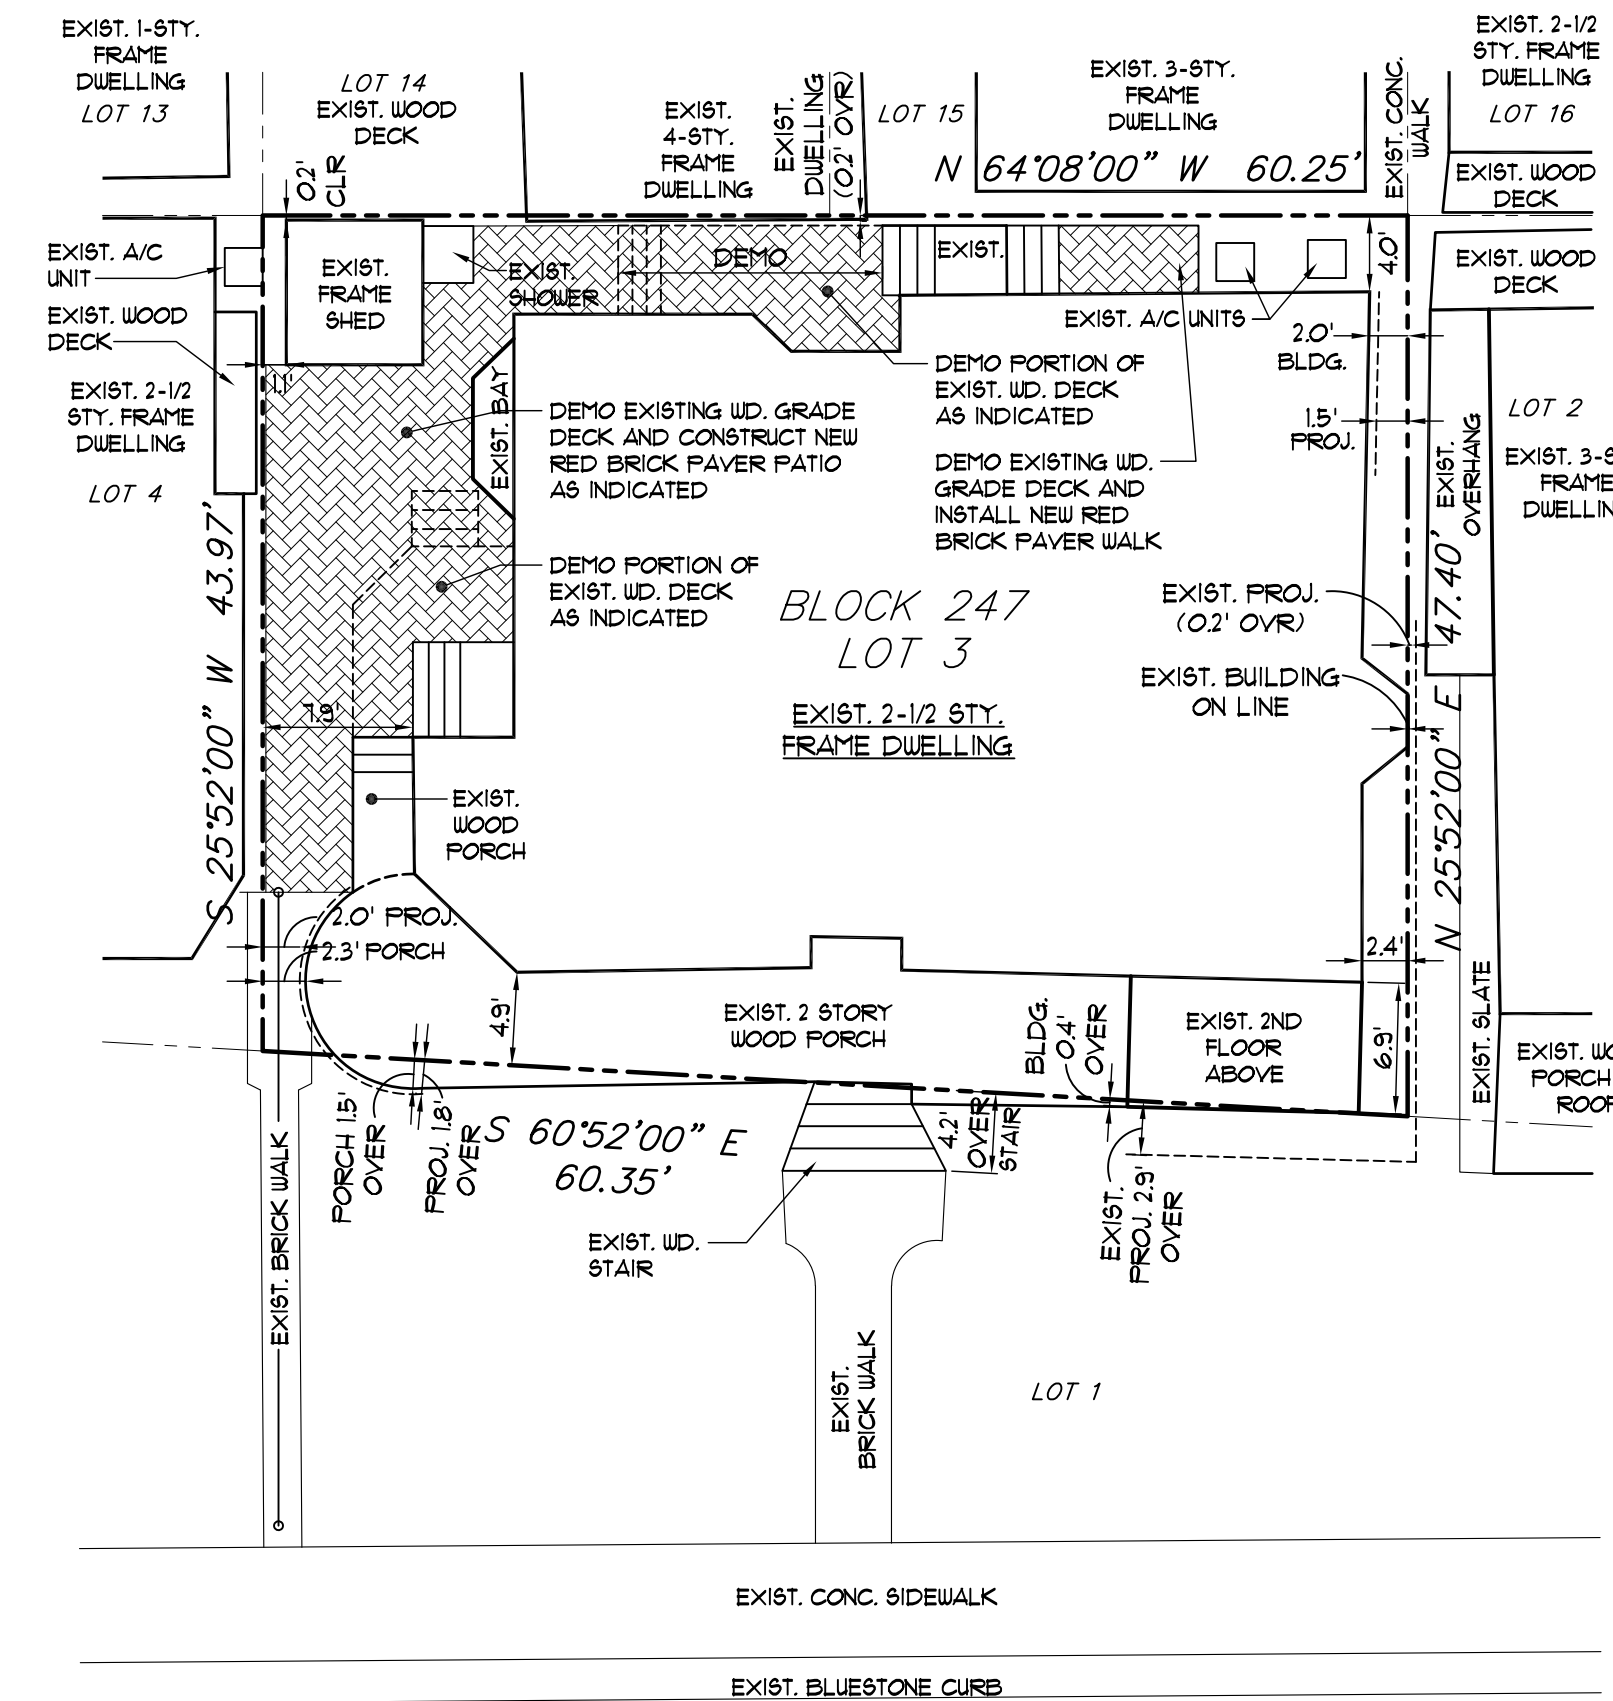 EXIST. 1-STY.
FRAME
DWELLING
LOT 13
LOT 14
EXIST. WOOD
DECK
0.2'
CLR
EXIST.
4-STY.
FRAME
DWELLING
EXIST.
DWELLING
(0.2' OVR)
LOT 15
EXIST. 3-STY.
FRAME
DWELLING
N 64°08'00" W 60.25'
EXIST. CONC.
WALK
EXIST. 2-1/2
STY. FRAME
DWELLING
LOT 16
EXIST. WOOD
DECK
EXIST. WOOD
DECK
EXIST. A/C
UNIT
EXIST. WOOD
DECK
EXIST. 2-1/2
STY. FRAME
DWELLING
LOT 4
EXIST.
FRAME
SHED
EXIST.
SHOWER
DEMO
EXIST.
4.0'
EXIST. A/C UNITS
2.0'
BLDG.
1.5'
PROJ.
1.1'
EXIST. BAY
DEMO EXISTING WD. GRADE
DECK AND CONSTRUCT NEW
RED BRICK PAVER PATIO
AS INDICATED
DEMO PORTION OF
EXIST. WD. DECK
AS INDICATED
DEMO EXISTING WD.
GRADE DECK AND
INSTALL NEW RED
BRICK PAVER WALK
DEMO PORTION OF
EXIST. WD. DECK
AS INDICATED
EXIST.
OVERHANG
LOT 2
EXIST. 3-S
FRAME
DWELLIN
S 25°52'00" W 43.97'
BLOCK 247
LOT 3
EXIST. 2-1/2 STY.
FRAME DWELLING
EXIST. PROJ.
(0.2' OVR)
EXIST. BUILDING
ON LINE
N 25°52'00" E 47.40'
7.9'
EXIST.
WOOD
PORCH
2.0' PROJ.
2.3' PORCH
4.9'
EXIST. 2 STORY
WOOD PORCH
BLDG.
0.4'
OVER
EXIST. 2ND
FLOOR
ABOVE
2.4'
6.9'
EXIST. SLATE
EXIST. WO
PORCH
ROOF
PORCH 1.5'
OVER
PROJ. 1.8'
OVER
S 60°52'00" E
60.35'
4.2'
OVER
STAIR
EXIST.
PROJ. 2.9'
OVER
EXIST. WD.
STAIR
EXIST. BRICK WALK
EXIST.
BRICK WALK
LOT 1
EXIST. CONC. SIDEWALK
EXIST. BLUESTONE CURB